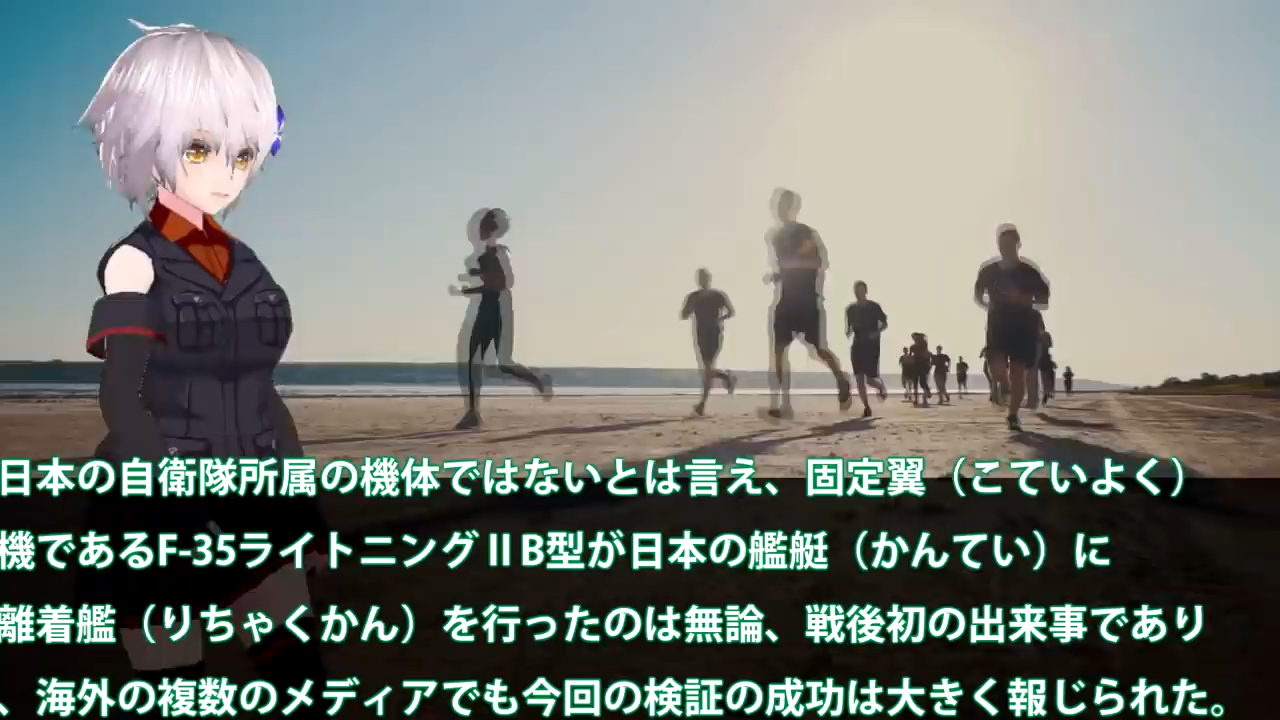 日本の自衛隊所属の機体ではないとは言え、固定翼（こていよく）
機であるF-35ライトニングⅡB型が日本の艦艇（かんてい）に
離着艦（りちゃくかん）を行ったのは無論、戦後初の出来事であり
、海外の複数のメディアでも今回の検証の成功は大きく報じられた。